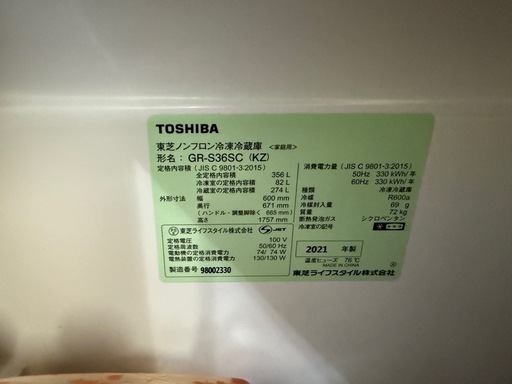 TOSHIBA
東芝ノンフロン冷凍冷蔵庫 <家庭用>
形名: GR-S36SC (KZ)
定格内容積 (JIS C 9801-3:2015)
全定格内容積 356 L
冷凍室の定格内容積 82 L
冷蔵室の定格内容積 274 L
外形寸法 幅 600 mm
奥行 671 mm
(ハンドル・調整脚除く 665 mm)
高さ 1757 mm
東芝ライフスタイル株式会社 JET
定格電圧 100 V
定格周波数 50/60 Hz
電動機の定格消費電力 74/ 74 W
電熱装置の定格消費電力 130/130 W
製造番号 98002330
消費電力量 (JIS C 9801-3:2015)
50Hz 330 kWh/年
60Hz 330 kWh/年
種類 冷凍冷蔵庫
冷媒 R600a
冷媒封入量 69 g
質量 72 kg
断熱発泡ガス シクロペンタン
冷凍室の記号
2021 年製
温度ヒューズ 76℃
MADE IN CHINA
東芝ライフスタイル株式会社